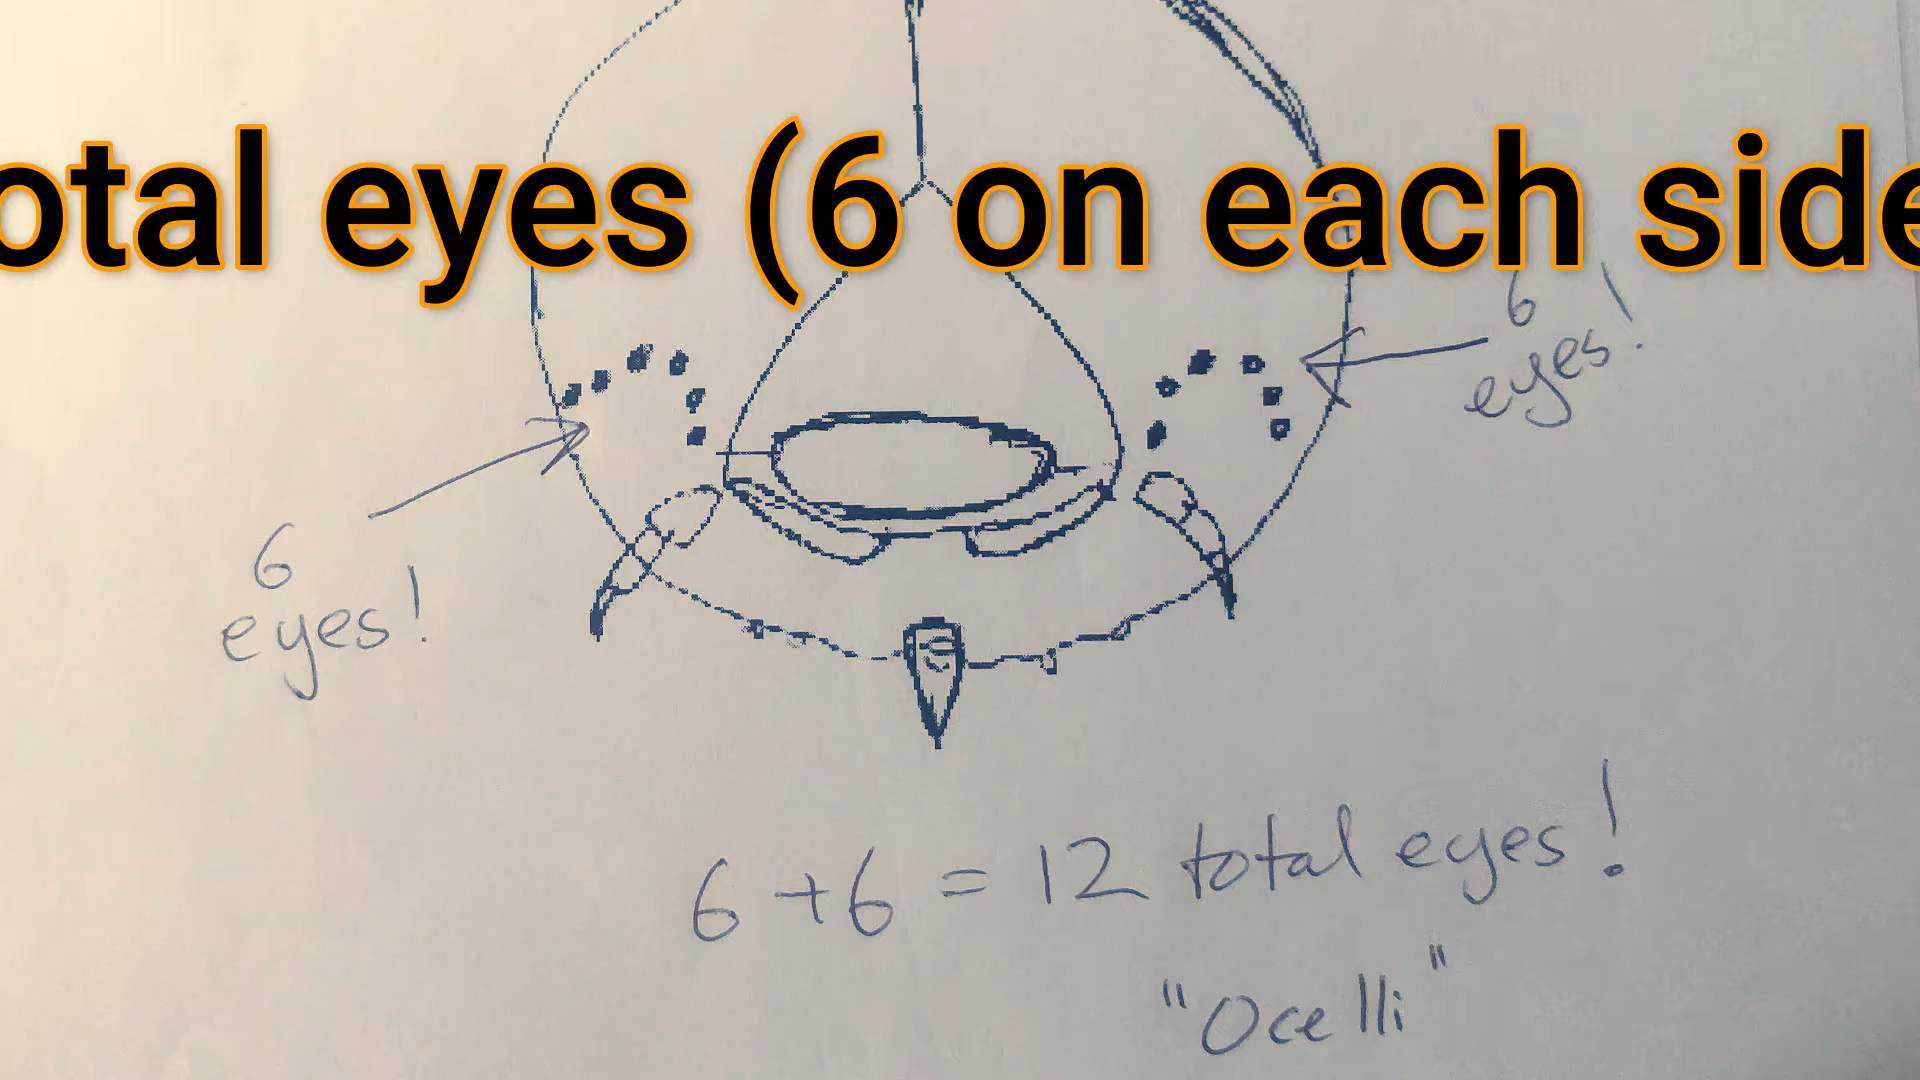 otal eyes (6 on each side
6
eyes!
6
eyes!
6 + 6 = 12 total eyes!
"Ocelli"